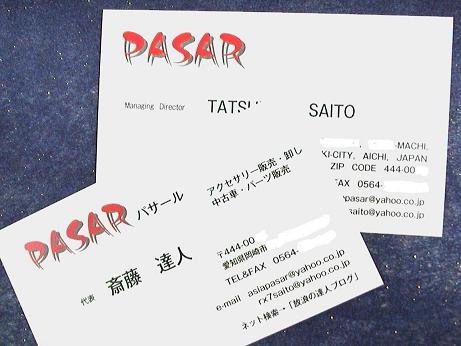 PASAR
Managing Director
SAITO
-MACHI,
KI-CITY, AICHI, JAPAN
ZIP CODE 444-00
FAX 0564-
apasar@yahoo.co.jp
saito@yahoo.co.jp
PASAR パサール
アクセサリー販売・卸し
中古車・パーツ販売
代表 斎藤 達人
〒444-00
愛知県岡崎市
TEL&FAX 0564-
e-mail asiapasar@yahoo.co.jp
rx7saito@yahoo.co.jp
ネット検索→「放浪の達人ブログ」